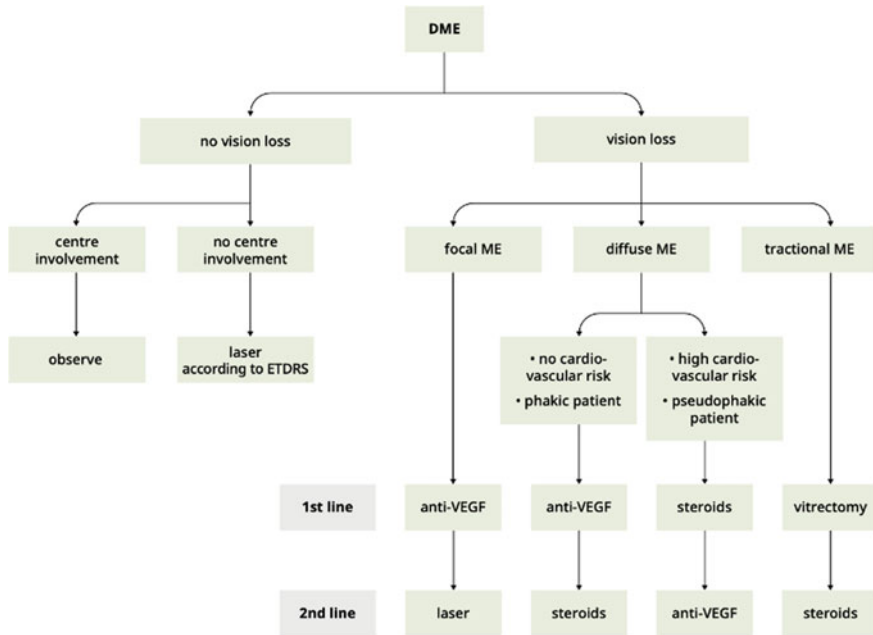 DME
no vision loss
vision loss
centre
involvement
no centre
involvement
focal ME
diffuse ME
tractional ME
observe
laser
according to ETDRS
• no cardio-
vascular risk
• phakic patient
• high cardio-
vascular risk
• pseudophakic
patient
1st line
anti-VEGF
anti-VEGF
steroids
vitrectomy
2nd line
laser
steroids
anti-VEGF
steroids